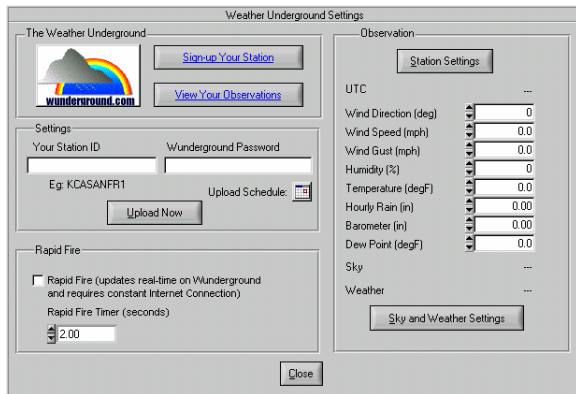 Weather Underground Settings
The Weather Underground
wunderground.com
Sign-up Your Station
View Your Observations
Settings
Your Station ID
Wunderground Password
Eg: KCASANFR1
Upload Schedule:
Upload Now
Rapid Fire
Rapid Fire (updates real-time on Wunderground
and requires constant Internet Connection)
Rapid Fire Timer (seconds)
2.00
Observation
Station Settings
UTC ---
Wind Direction (deg) 0
Wind Speed (mph) 0.0
Wind Gust (mph) 0.0
Humidity (%) 0
Temperature (degF) 0.0
Hourly Rain (in) 0.00
Barometer (in) 0.00
Dew Point (degF) 0.0
Sky ---
Weather ---
Sky and Weather Settings
Close